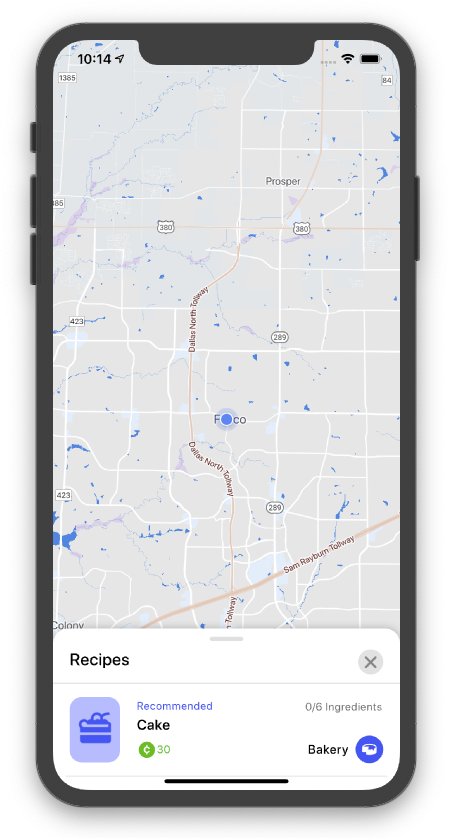 10:14
1385
84
Prosper
385
380
380
Dallas North Tollway
423
289
F co
Dallas North Tollway
423
289
Sam Rayburn Tollway
Tollway
Colony
Recipes
Recommended
0/6 Ingredients
Cake
¢ 30
Bakery